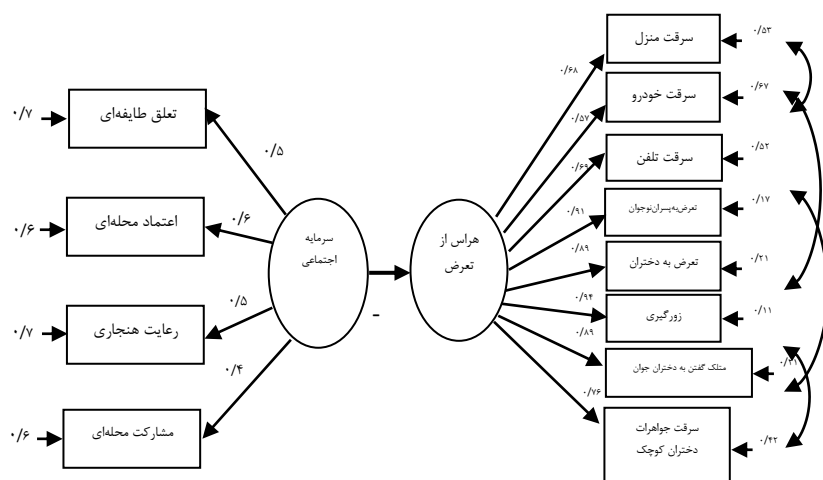 ۰/۷
تعلق طایفه‌ای
۰/۵
۰/۶
اعتماد محله‌ای
۰/۶
۰/۷
رعایت هنجاری
۰/۵
۰/۶
مشارکت محله‌ای
۰/۴
سرمایه
اجتماعی
-
هراس از
تعرض
۰/۶۸
سرقت منزل
۰/۵۳
۰/۵۷
سرقت خودرو
۰/۶۷
۰/۶۹
سرقت تلفن
۰/۵۲
۰/۹۱
تعرض‌به‌پسران‌نوجوان
۰/۱۷
۰/۸۹
تعرض به دختران
۰/۲۱
۰/۹۴
زورگیری
۰/۱۱
۰/۸۹
متلک گفتن به دختران جوان
۰/۷۶
سرقت جواهرات
دختران کوچک
۰/۴۲